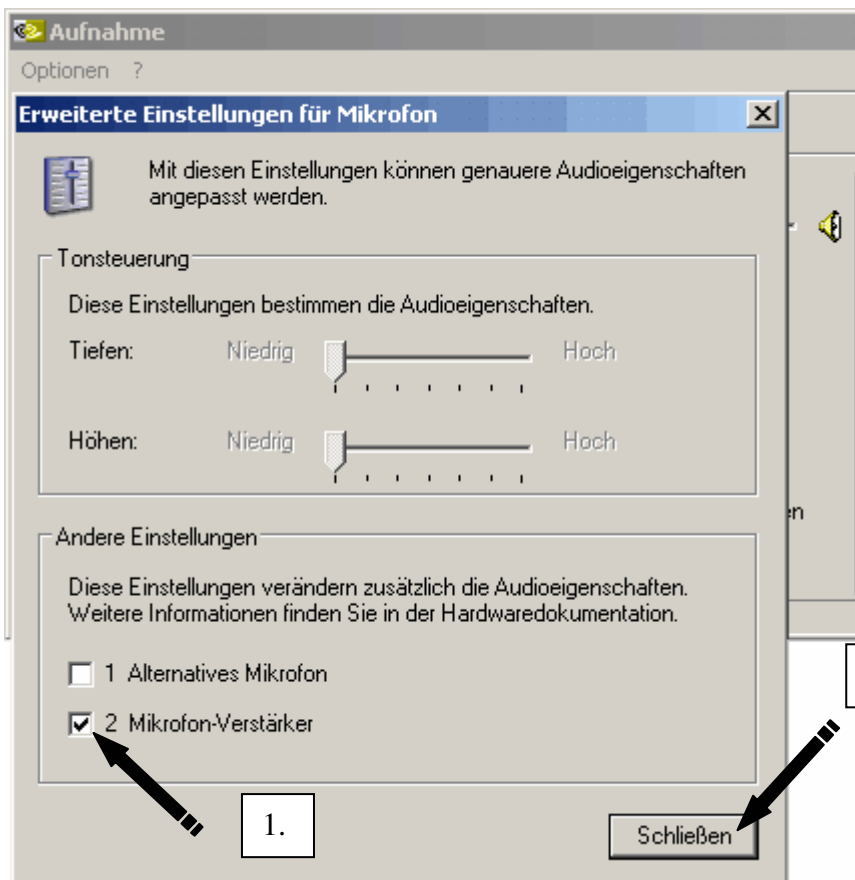 Aufnahme
Optionen ?
Erweiterte Einstellungen für Mikrofon
Mit diesen Einstellungen können genauere Audioeigenschaften
angepasst werden.
Tonsteuerung
Diese Einstellungen bestimmen die Audioeigenschaften.
Tiefen: Niedrig Hoch
Höhen: Niedrig Hoch
en
Andere Einstellungen
Diese Einstellungen verändern zusätzlich die Audioeigenschaften.
Weitere Informationen finden Sie in der Hardwaredokumentation.
1 Alternatives Mikrofon
2 Mikrofon-Verstärker
1.
Schließen